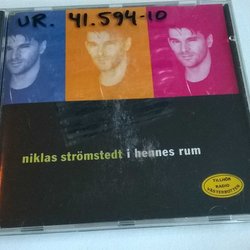 UR. 41.594-10
niklas strömstedt i hennes rum
TILLHÖR
RADIO
VÄSTERBOTTEN